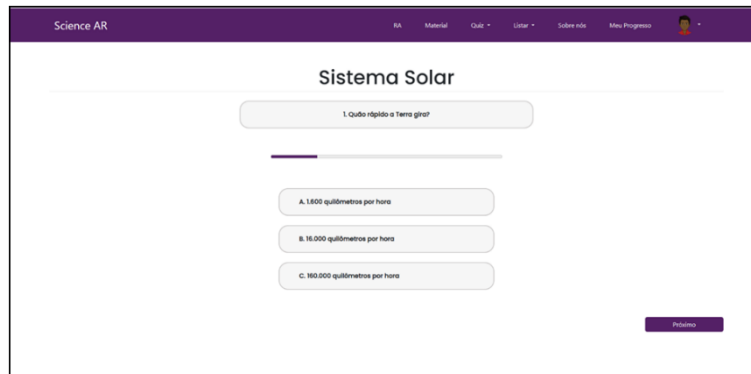 Science AR
RA Material Quiz Listar Sobre nós Meu Progresso
Sistema Solar
1. Quão rápido a Terra gira?
A. 1.600 quilômetros por hora
B. 16.000 quilômetros por hora
C. 160.000 quilômetros por hora
Próximo